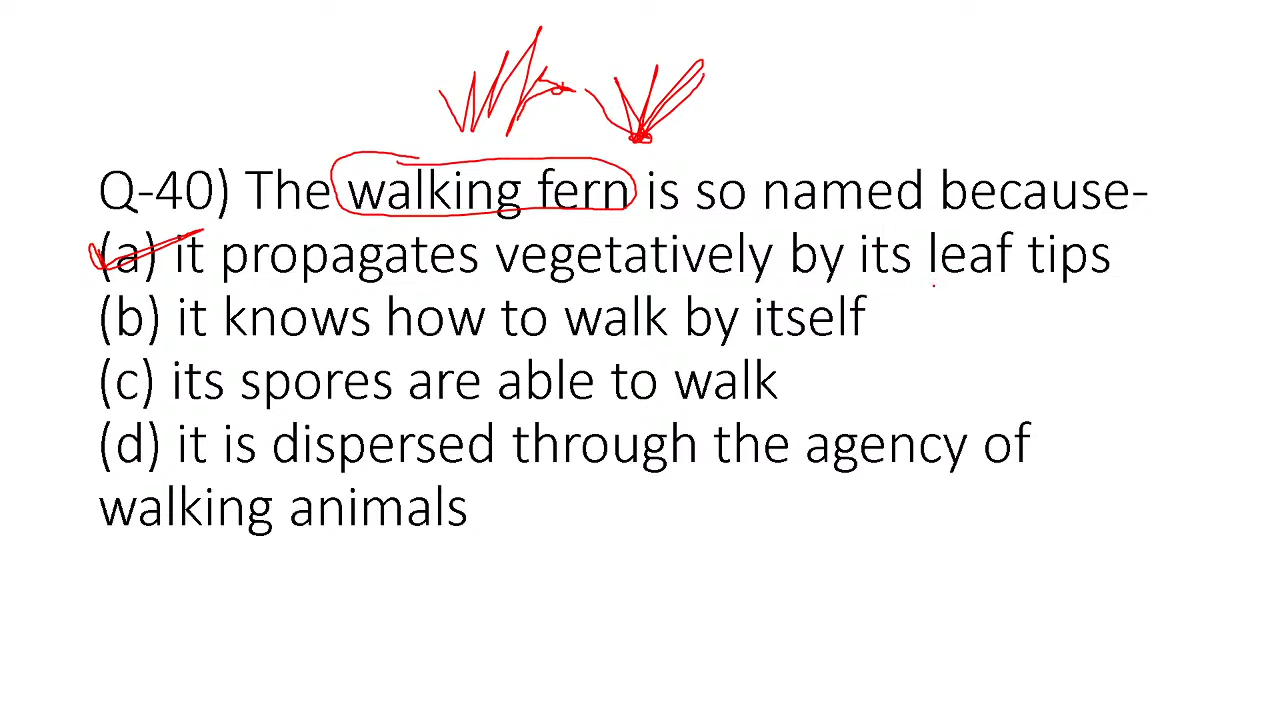 Q-40) The walking fern is so named because-
(a) it propagates vegetatively by its leaf tips
(b) it knows how to walk by itself
(c) its spores are able to walk
(d) it is dispersed through the agency of
walking animals